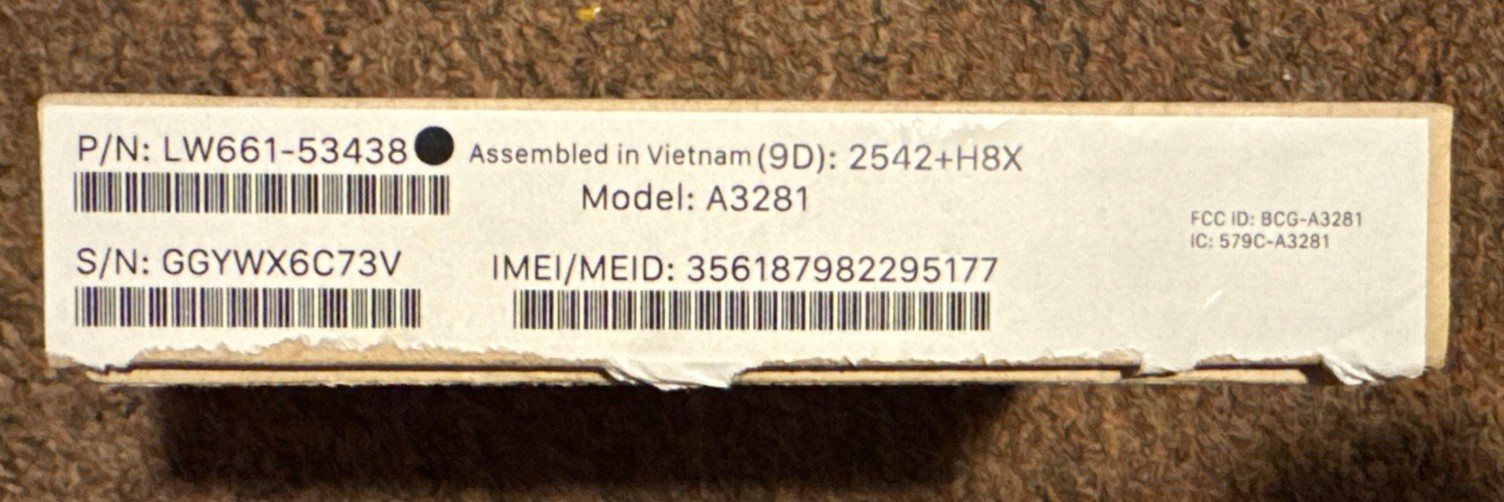 P/N: LW661-53438
Assembled in Vietnam (9D): 2542+H8X
Model: A3281
FCC ID: BCG-A3281
IC: 579C-A3281
S/N: GGYWX6C73V
IMEI/MEID: 356187982295177